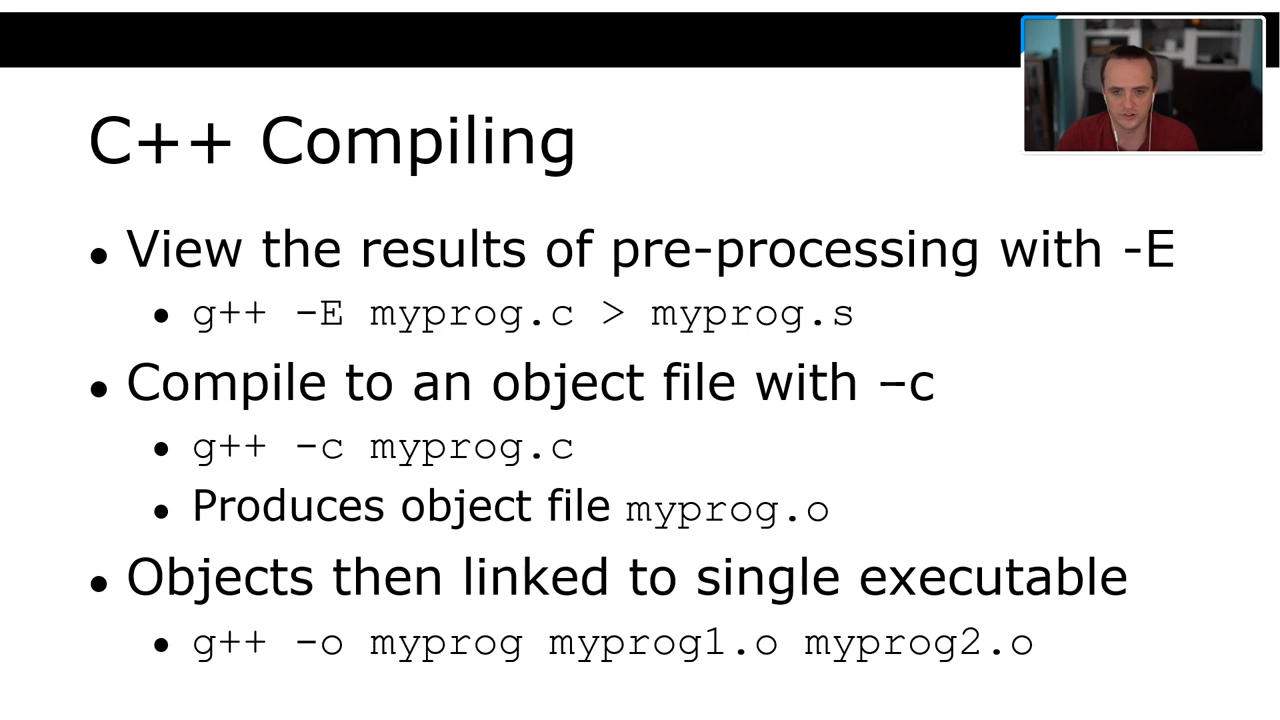 C++ Compiling
• View the results of pre-processing with -E
• g++ -E myprog.c > myprog.s
• Compile to an object file with –c
• g++ -c myprog.c
• Produces object file myprog.o
• Objects then linked to single executable
• g++ -o myprog myprog1.o myprog2.o